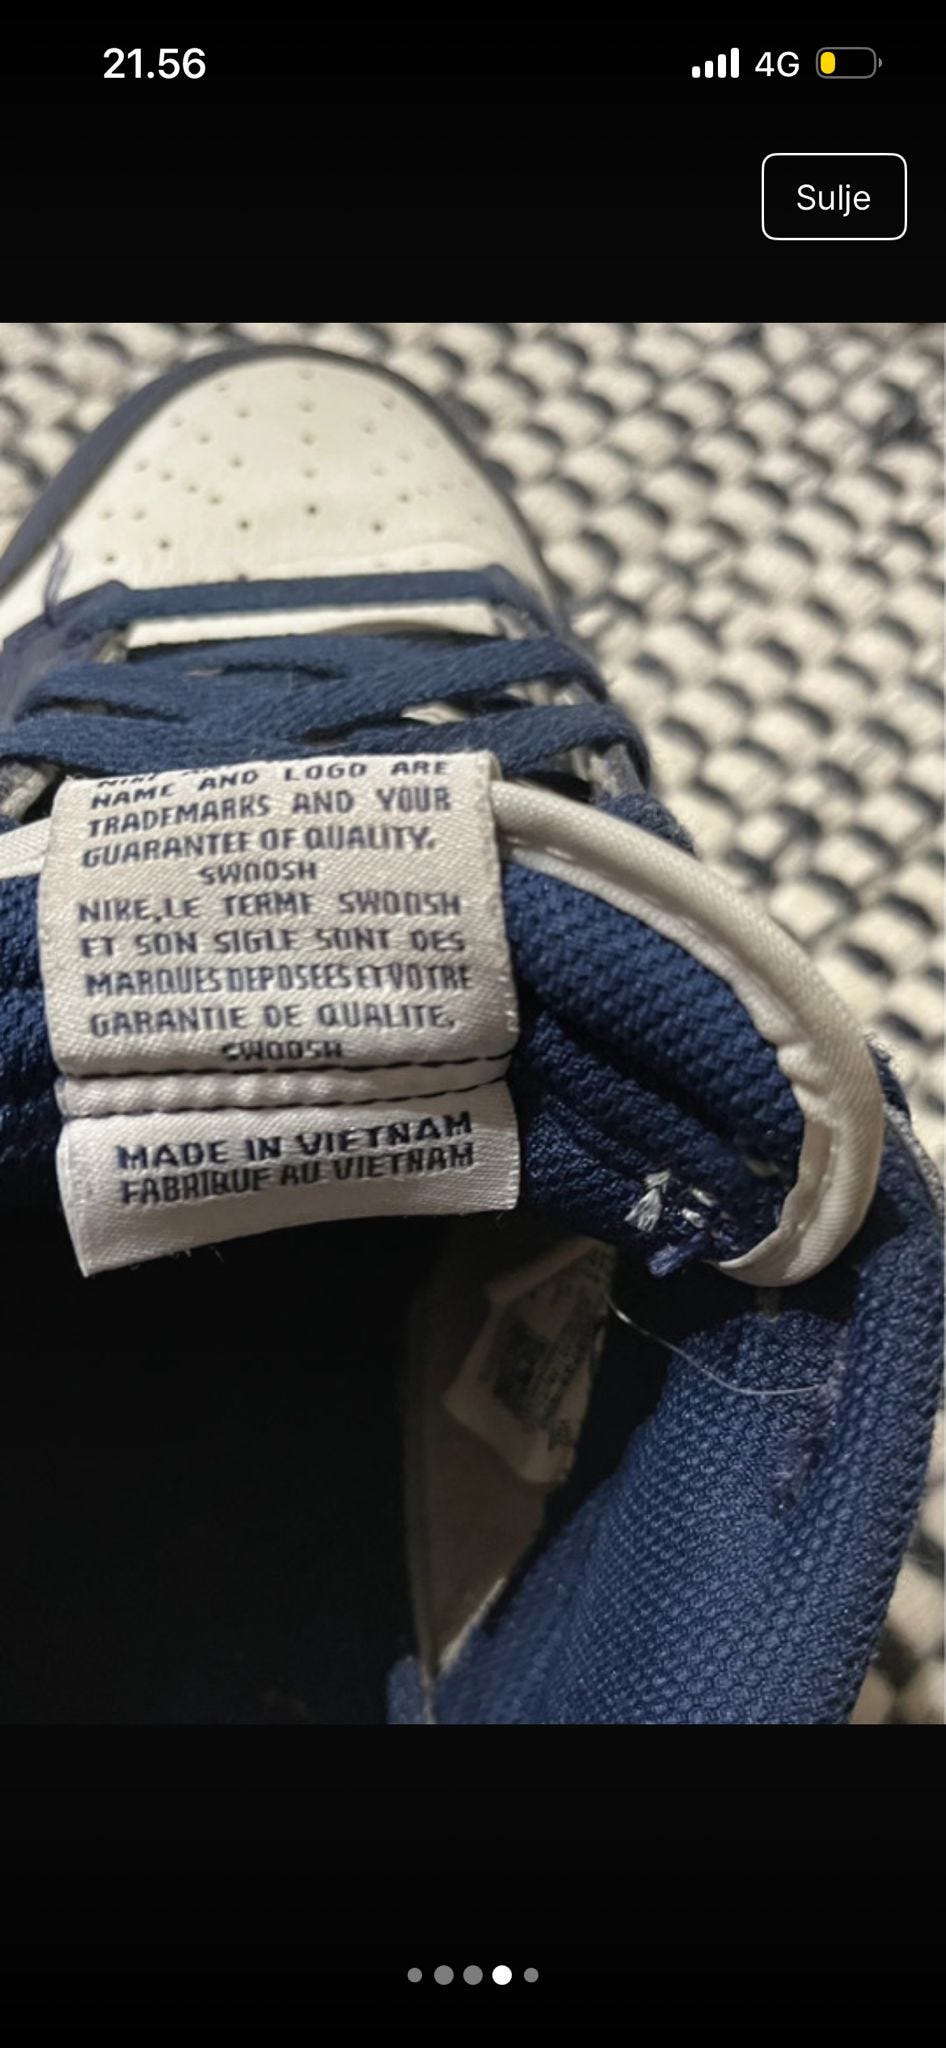 21.56
4G
Sulje
NAME AND LOGO ARE
TRADEMARKS AND YOUR
GUARANTEE OF QUALITY.
SWOOSH
NIKE,LE TERME SWOOSH
ET SON SIGLE SONT DES
MARQUES DEPOSEES ET VOTRE
GARANTIE DE QUALITE,
SWOOSH
MADE IN VIETNAM
FABRIQUE AU VIETNAM